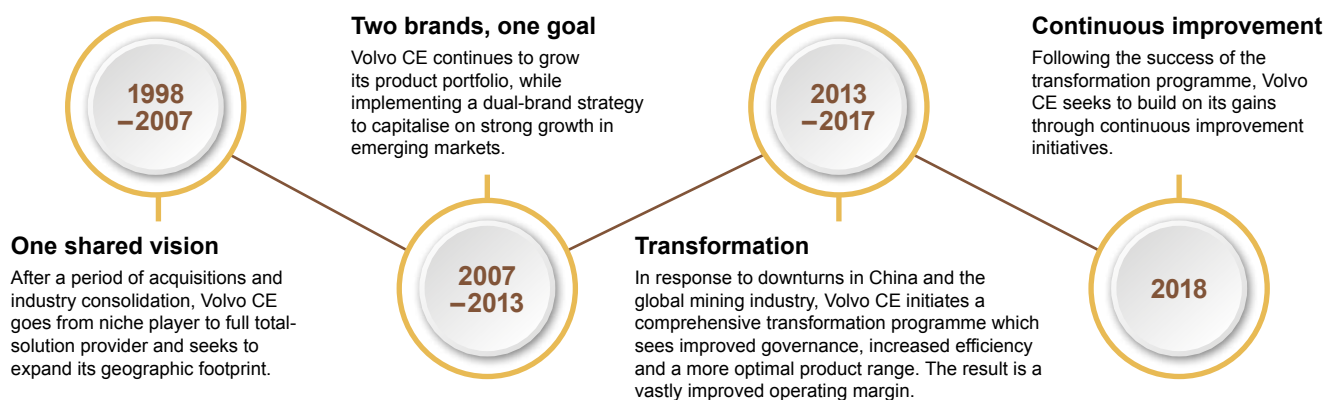 1998
–2007
One shared vision
After a period of acquisitions and
industry consolidation, Volvo CE
goes from niche player to full total-
solution provider and seeks to
expand its geographic footprint.
Two brands, one goal
Volvo CE continues to grow
its product portfolio, while
implementing a dual-brand strategy
to capitalise on strong growth in
emerging markets.
2007
–2013
2013
–2017
Transformation
In response to downturns in China and the
global mining industry, Volvo CE initiates a
comprehensive transformation programme which
sees improved governance, increased efficiency
and a more optimal product range. The result is a
vastly improved operating margin.
Continuous improvement
Following the success of the
transformation programme, Volvo
CE seeks to build on its gains
through continuous improvement
initiatives.
2018